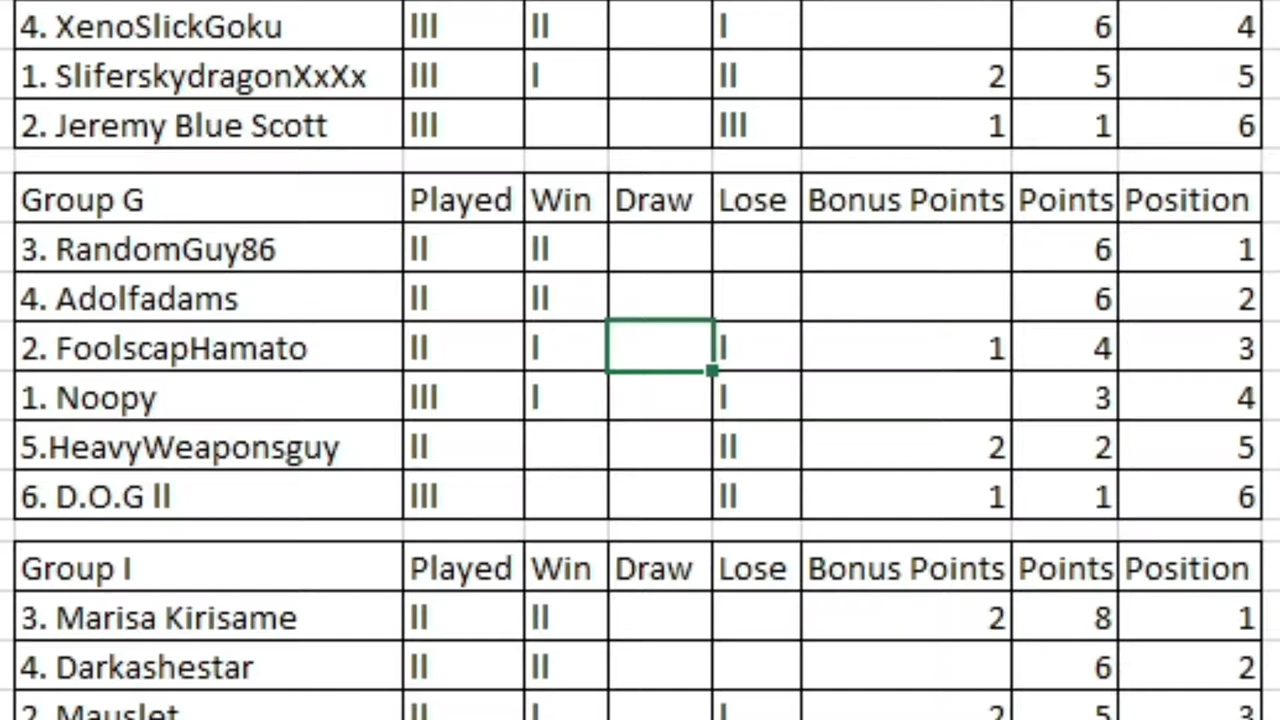 4. XenoSlickGoku III II I 6 4
1. SliferskydragonXxXx III I II 2 5 5
2. Jeremy Blue Scott III III 1 1 6
Group G Played Win Draw Lose Bonus Points Points Position
3. RandomGuy86 II II 6 1
4. Adolfadams II II 6 2
2. FoolscapHamato II I I 1 4 3
1. Noopy III I I 3 4
5.HeavyWeaponsguy II II 2 2 5
6. D.O.G ll III II 1 1 6
Group I Played Win Draw Lose Bonus Points Points Position
3. Marisa Kirisame II II 2 8 1
4. Darkashestar II II 6 2
2. Mauslet II I I 2 5 3